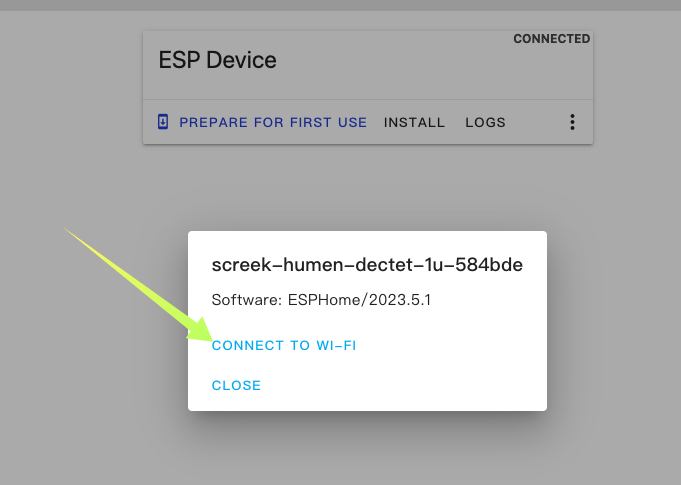 CONNECTED
ESP Device
PREPARE FOR FIRST USE INSTALL LOGS
screek-humen-dectet-1u-584bde
Software: ESPHome/2023.5.1
CONNECT TO WI-FI
CLOSE